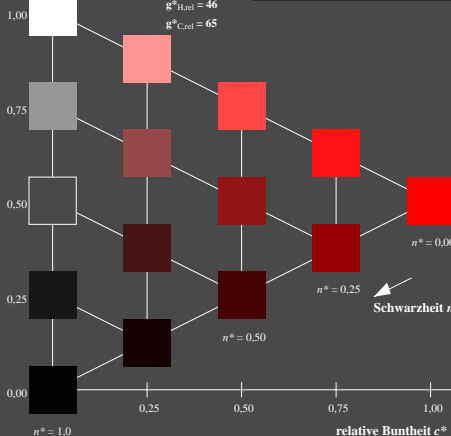 g*H,rel = 46
1,00
g*C,rel = 65
0,75
0,50
n* = 0,00
0,25
n* = 0,25
Schwarzheit
n* = 0,50
0,00
0,25
0,50
0,75
1,00
n* = 1,0
relative Buntheit c*